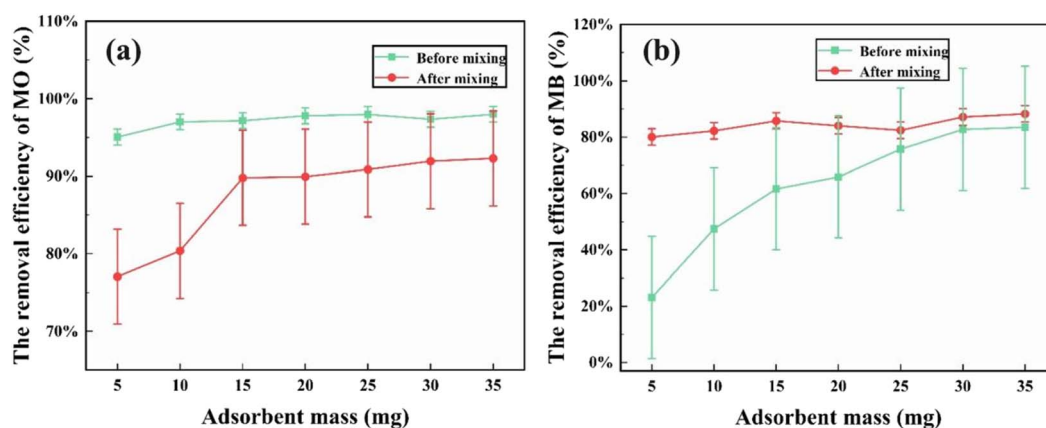 (a)
Before mixing
After mixing
The removal efficiency of MO (%)
110%
100%
90%
80%
70%
5 10 15 20 25 30 35
Adsorbent mass (mg)
(b)
Before mixing
After mixing
The removal efficiency of MB (%)
120%
100%
80%
60%
40%
20%
0%
5 10 15 20 25 30 35
Adsorbent mass (mg)